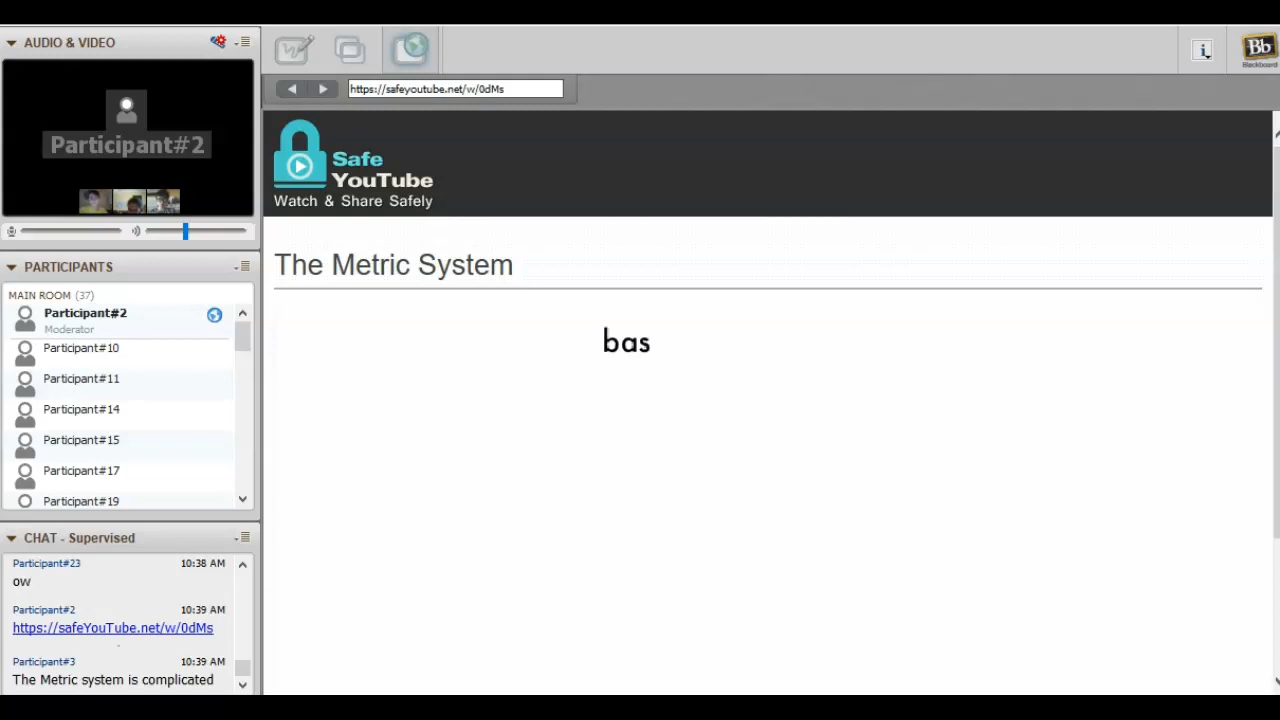 AUDIO & VIDEO
Participant#2
PARTICIPANTS
MAIN ROOM (37)
Participant#2
Moderator
Participant#10
Participant#11
Participant#14
Participant#15
Participant#17
Participant#19
CHAT - Supervised
Participant#23 10:38 AM
ow
Participant#2 10:39 AM
https://safeYouTube.net/w/0dMs
Participant#3 10:39 AM
The Metric system is complicated
i
Bb
Blackboard
https://safeyoutube.net/w/0dMs
Safe
YouTube
Watch & Share Safely
The Metric System
bas